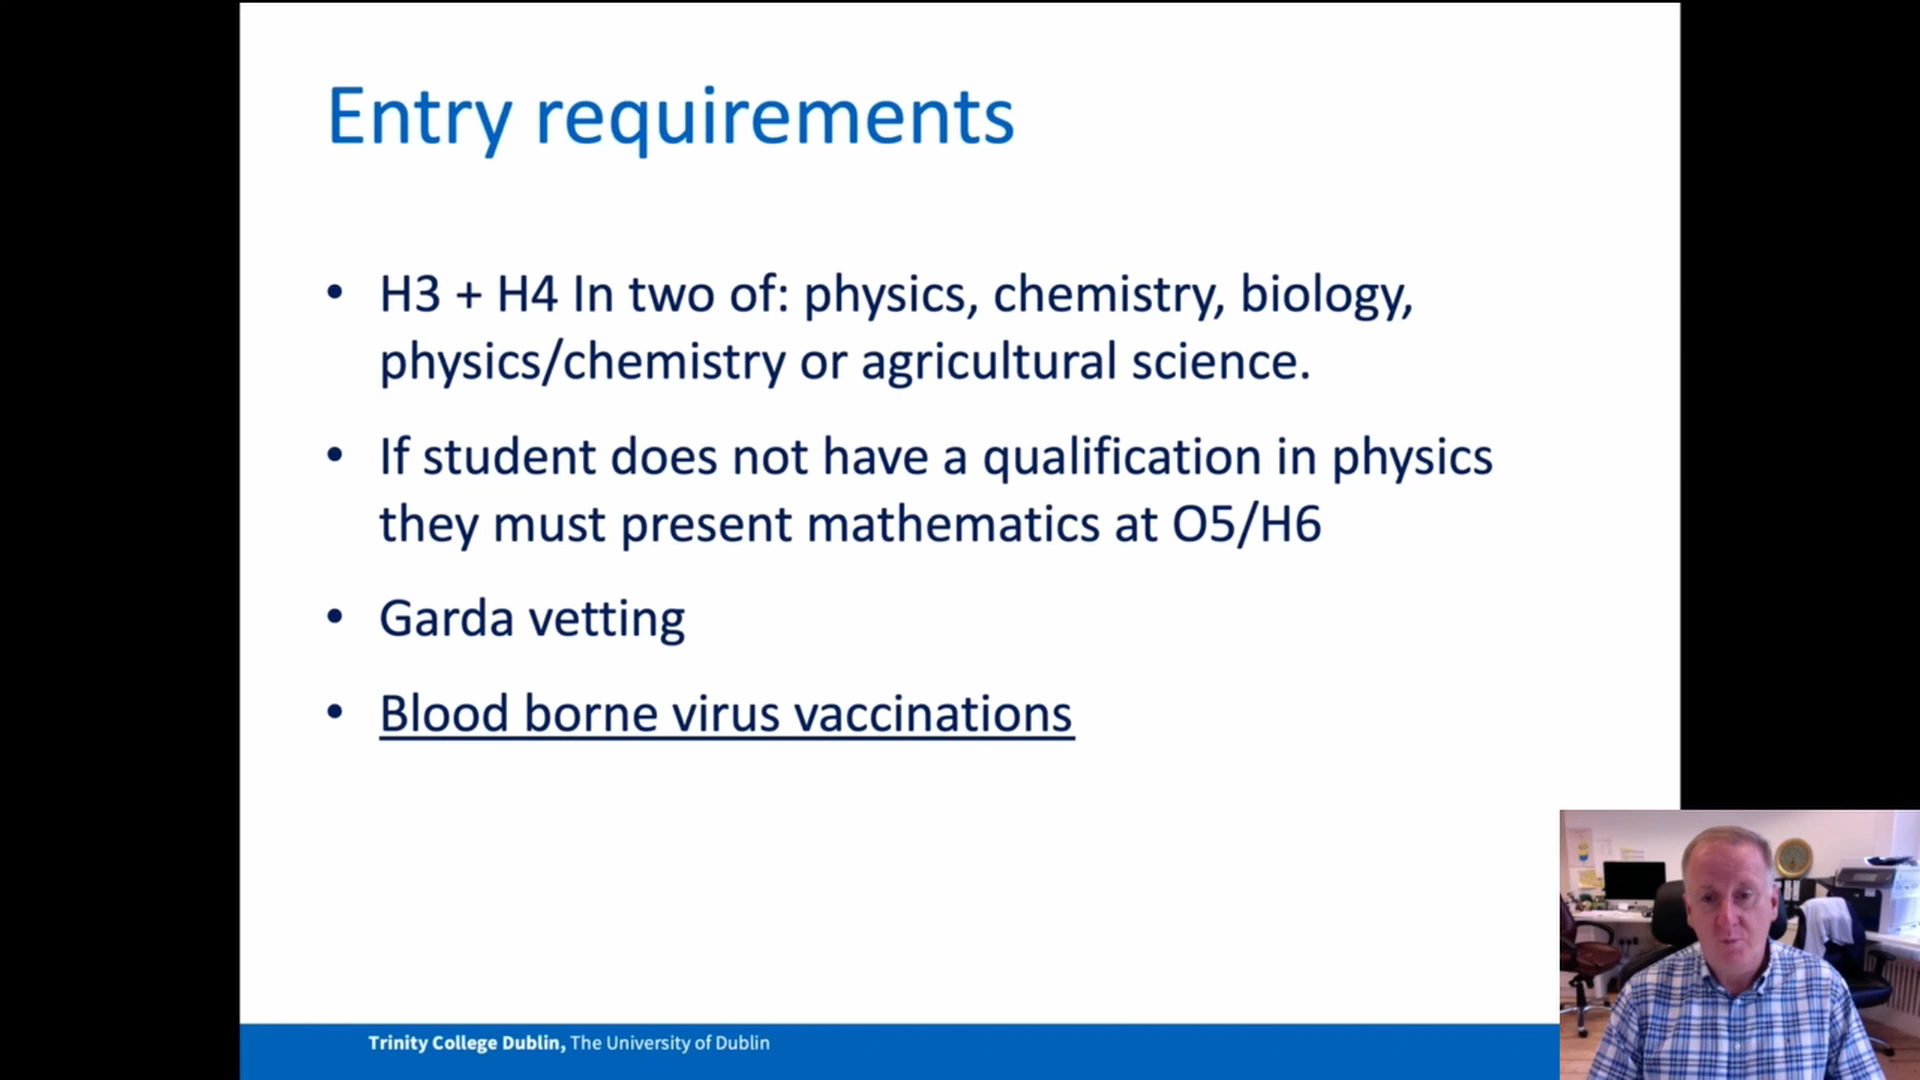 Entry requirements
• H3 + H4 In two of: physics, chemistry, biology,
physics/chemistry or agricultural science.
• If student does not have a qualification in physics
they must present mathematics at O5/H6
• Garda vetting
• Blood borne virus vaccinations
Trinity College Dublin, The University of Dublin